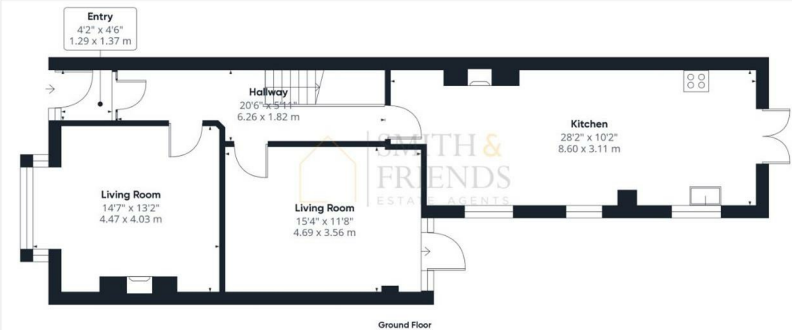 Entry
4'2" x 4'6"
1.29 x 1.37 m
Hallway
20'6" x 5'11"
6.26 x 1.82 m
Kitchen
28'2" x 10'2"
8.60 x 3.11 m
SMITH &
FRIENDS
ESTATE AGENTS
Living Room
14'7" x 13'2"
4.47 x 4.03 m
Living Room
15'4" x 11'8"
4.69 x 3.56 m
Ground Floor